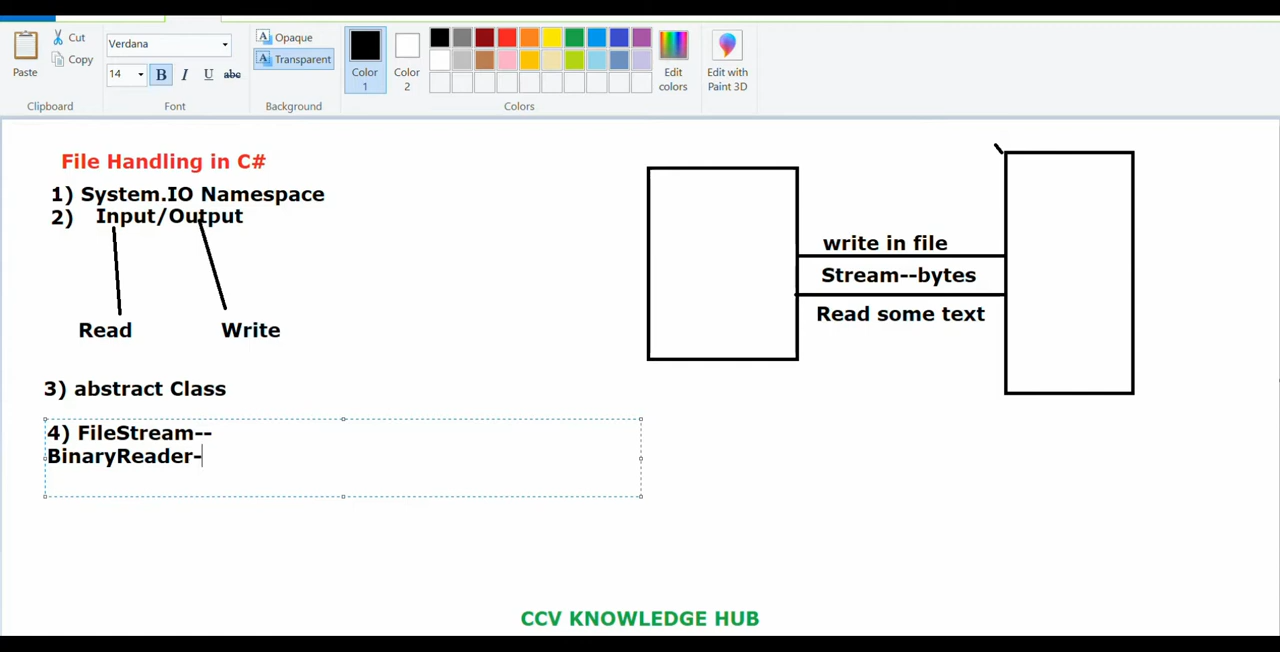 Paste
Cut
Copy
Clipboard
Verdana
14
B I U abc
Font
Opaque
Transparent
Background
Color 1
Color 2
Colors
Edit colors
Edit with Paint 3D
File Handling in C#
1) System.IO Namespace
2) Input/Output
Read Write
3) abstract Class
4) FileStream--
BinaryReader-
write in file
Stream--bytes
Read some text
CCV KNOWLEDGE HUB